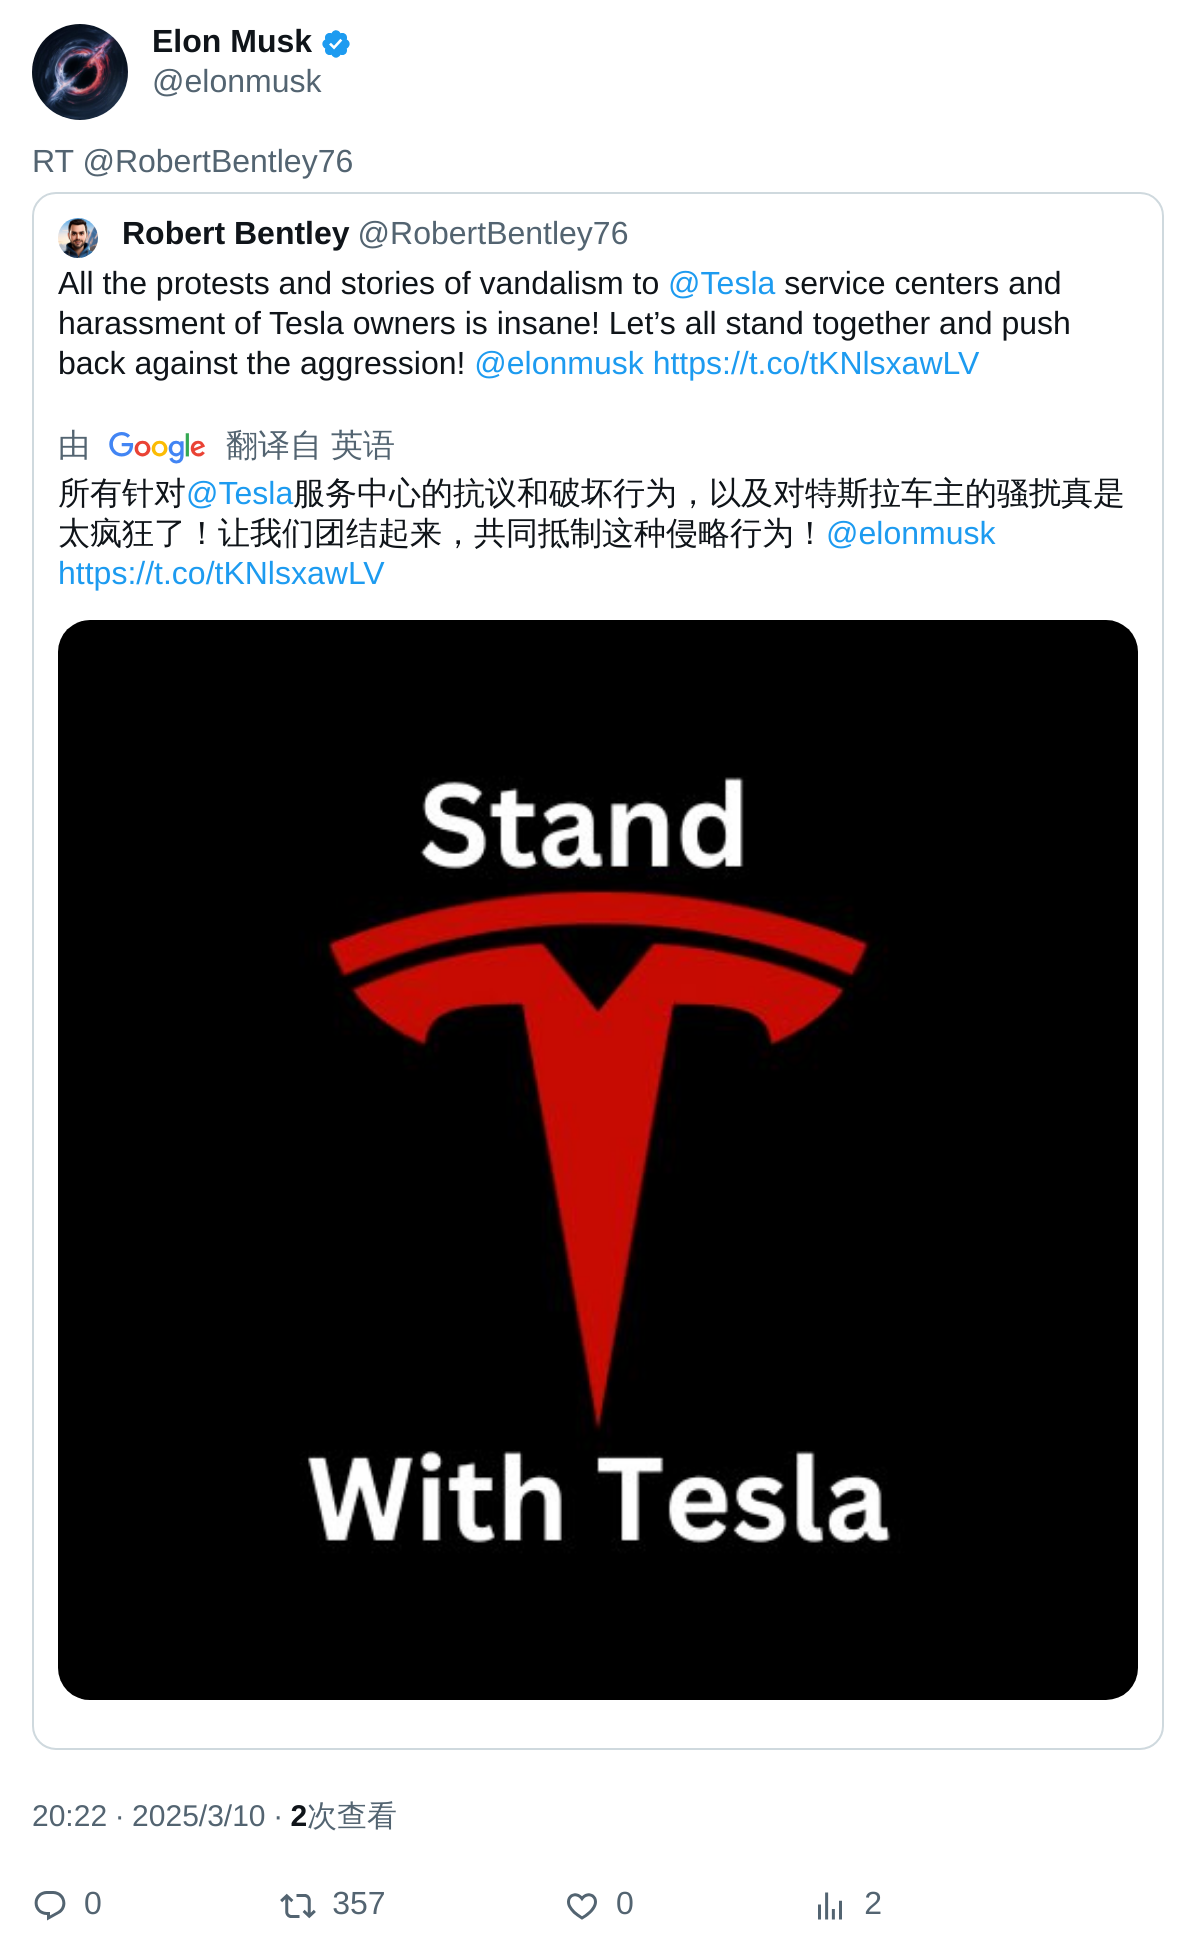 Elon Musk
@elonmusk
RT @RobertBentley76
Robert Bentley @RobertBentley76
All the protests and stories of vandalism to @Tesla service centers and
harassment of Tesla owners is insane! Let’s all stand together and push
back against the aggression! @elonmusk https://t.co/tKNlsxawLV
由 Google 翻译自 英语
所有针对@Tesla服务中心的抗议和破坏行为，以及对特斯拉车主的骚扰真是
太疯狂了！让我们团结起来，共同抵制这种侵略行为！@elonmusk
https://t.co/tKNlsxawLV
Stand
With Tesla
20:22 · 2025/3/10 · 2次查看
0 357 0 2